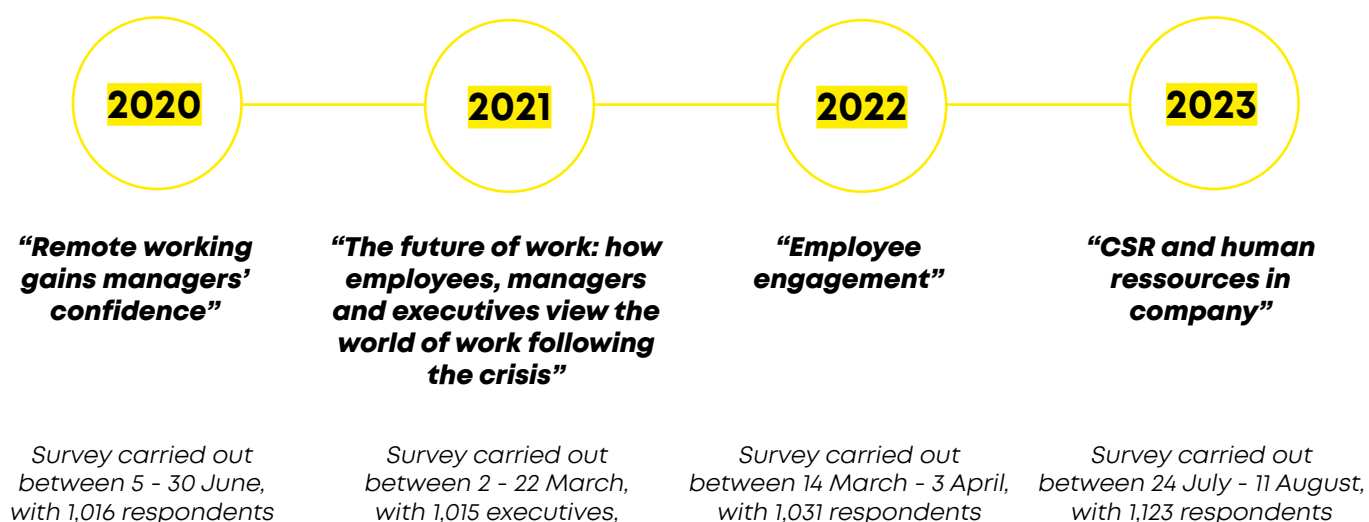 2020
2021
2022
2023
“Remote working
gains managers’
confidence”
“The future of work: how
employees, managers
and executives view the
world of work following
the crisis”
“Employee
engagement”
“CSR and human
ressources in
company”
Survey carried out
between 5 - 30 June,
with 1,016 respondents
Survey carried out
between 2 - 22 March,
with 1,015 executives,
Survey carried out
between 14 March - 3 April,
with 1,031 respondents
Survey carried out
between 24 July - 11 August,
with 1,123 respondents